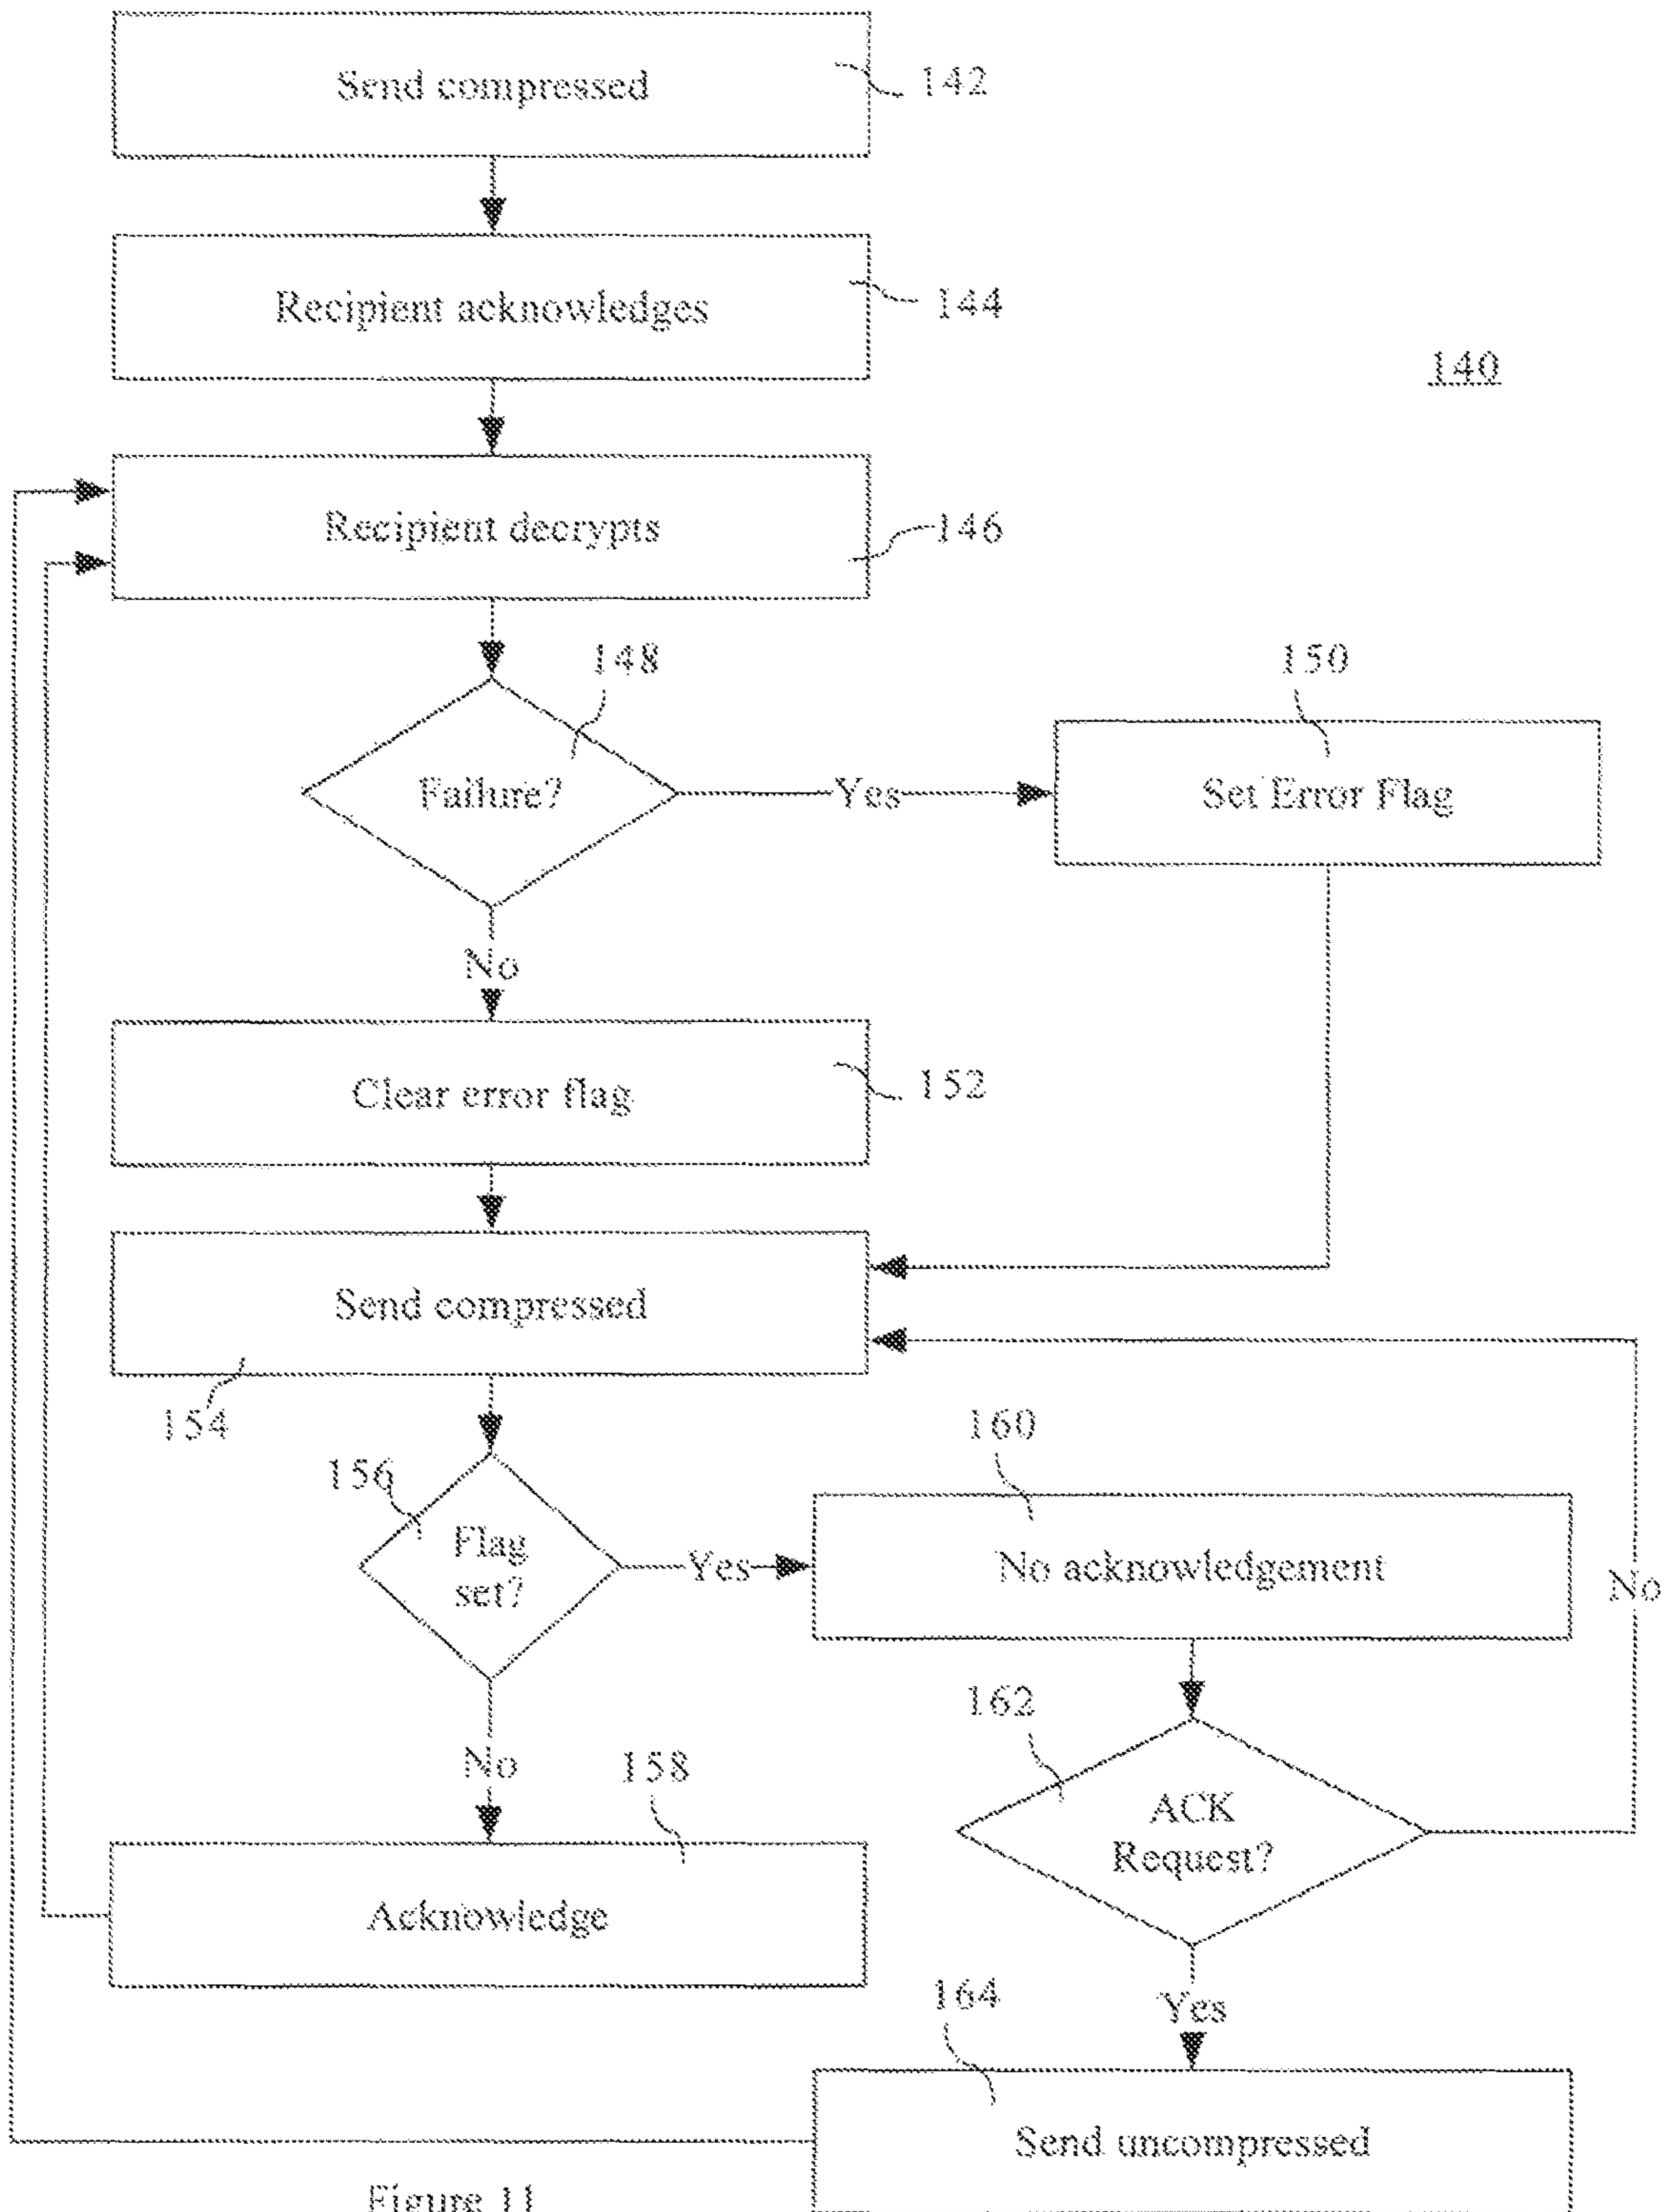 Send compressed
142
Recipient acknowledges
144
140
Recipient decrypts
146
148
150
Failure?
Yes
Set Error Flag
No
Clear error flag
152
Send compressed
154
160
156
Flag
set?
Yes
No acknowledgement
No
162
No
158
ACK
Request?
Acknowledge
164
Yes
Send uncompressed
Figure 11